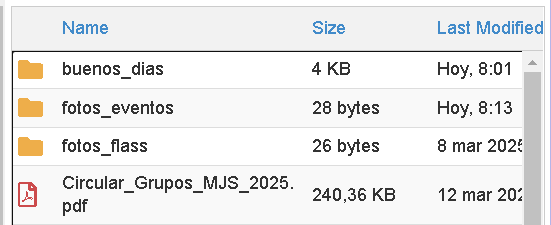 Name Size Last Modified
buenos_dias 4 KB Hoy, 8:01
fotos_eventos 28 bytes Hoy, 8:13
fotos_flass 26 bytes 8 mar 2025
Circular_Grupos_MJS_2025.
pdf 240,36 KB 12 mar 202